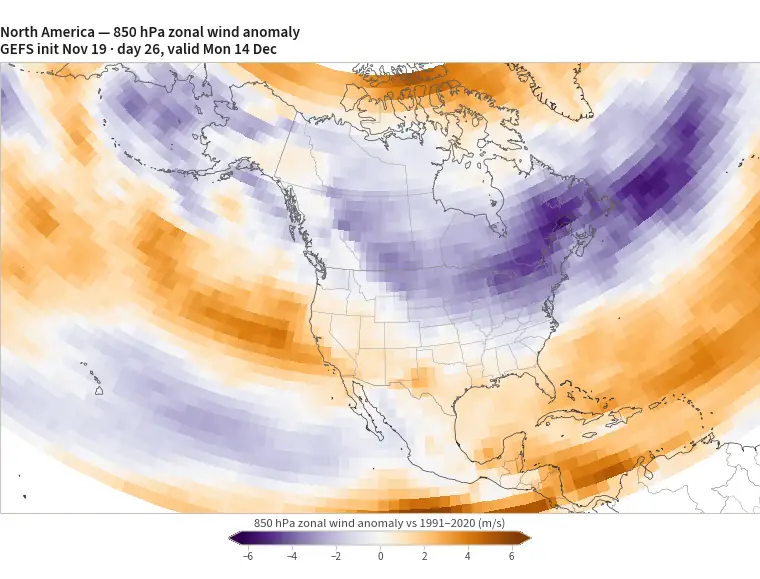 North America — 850 hPa zonal wind anomaly
GEFS init Nov 19 · day 26, valid Mon 14 Dec
850 hPa zonal wind anomaly vs 1991–2020 (m/s)
−6 −4 −2 0 2 4 6